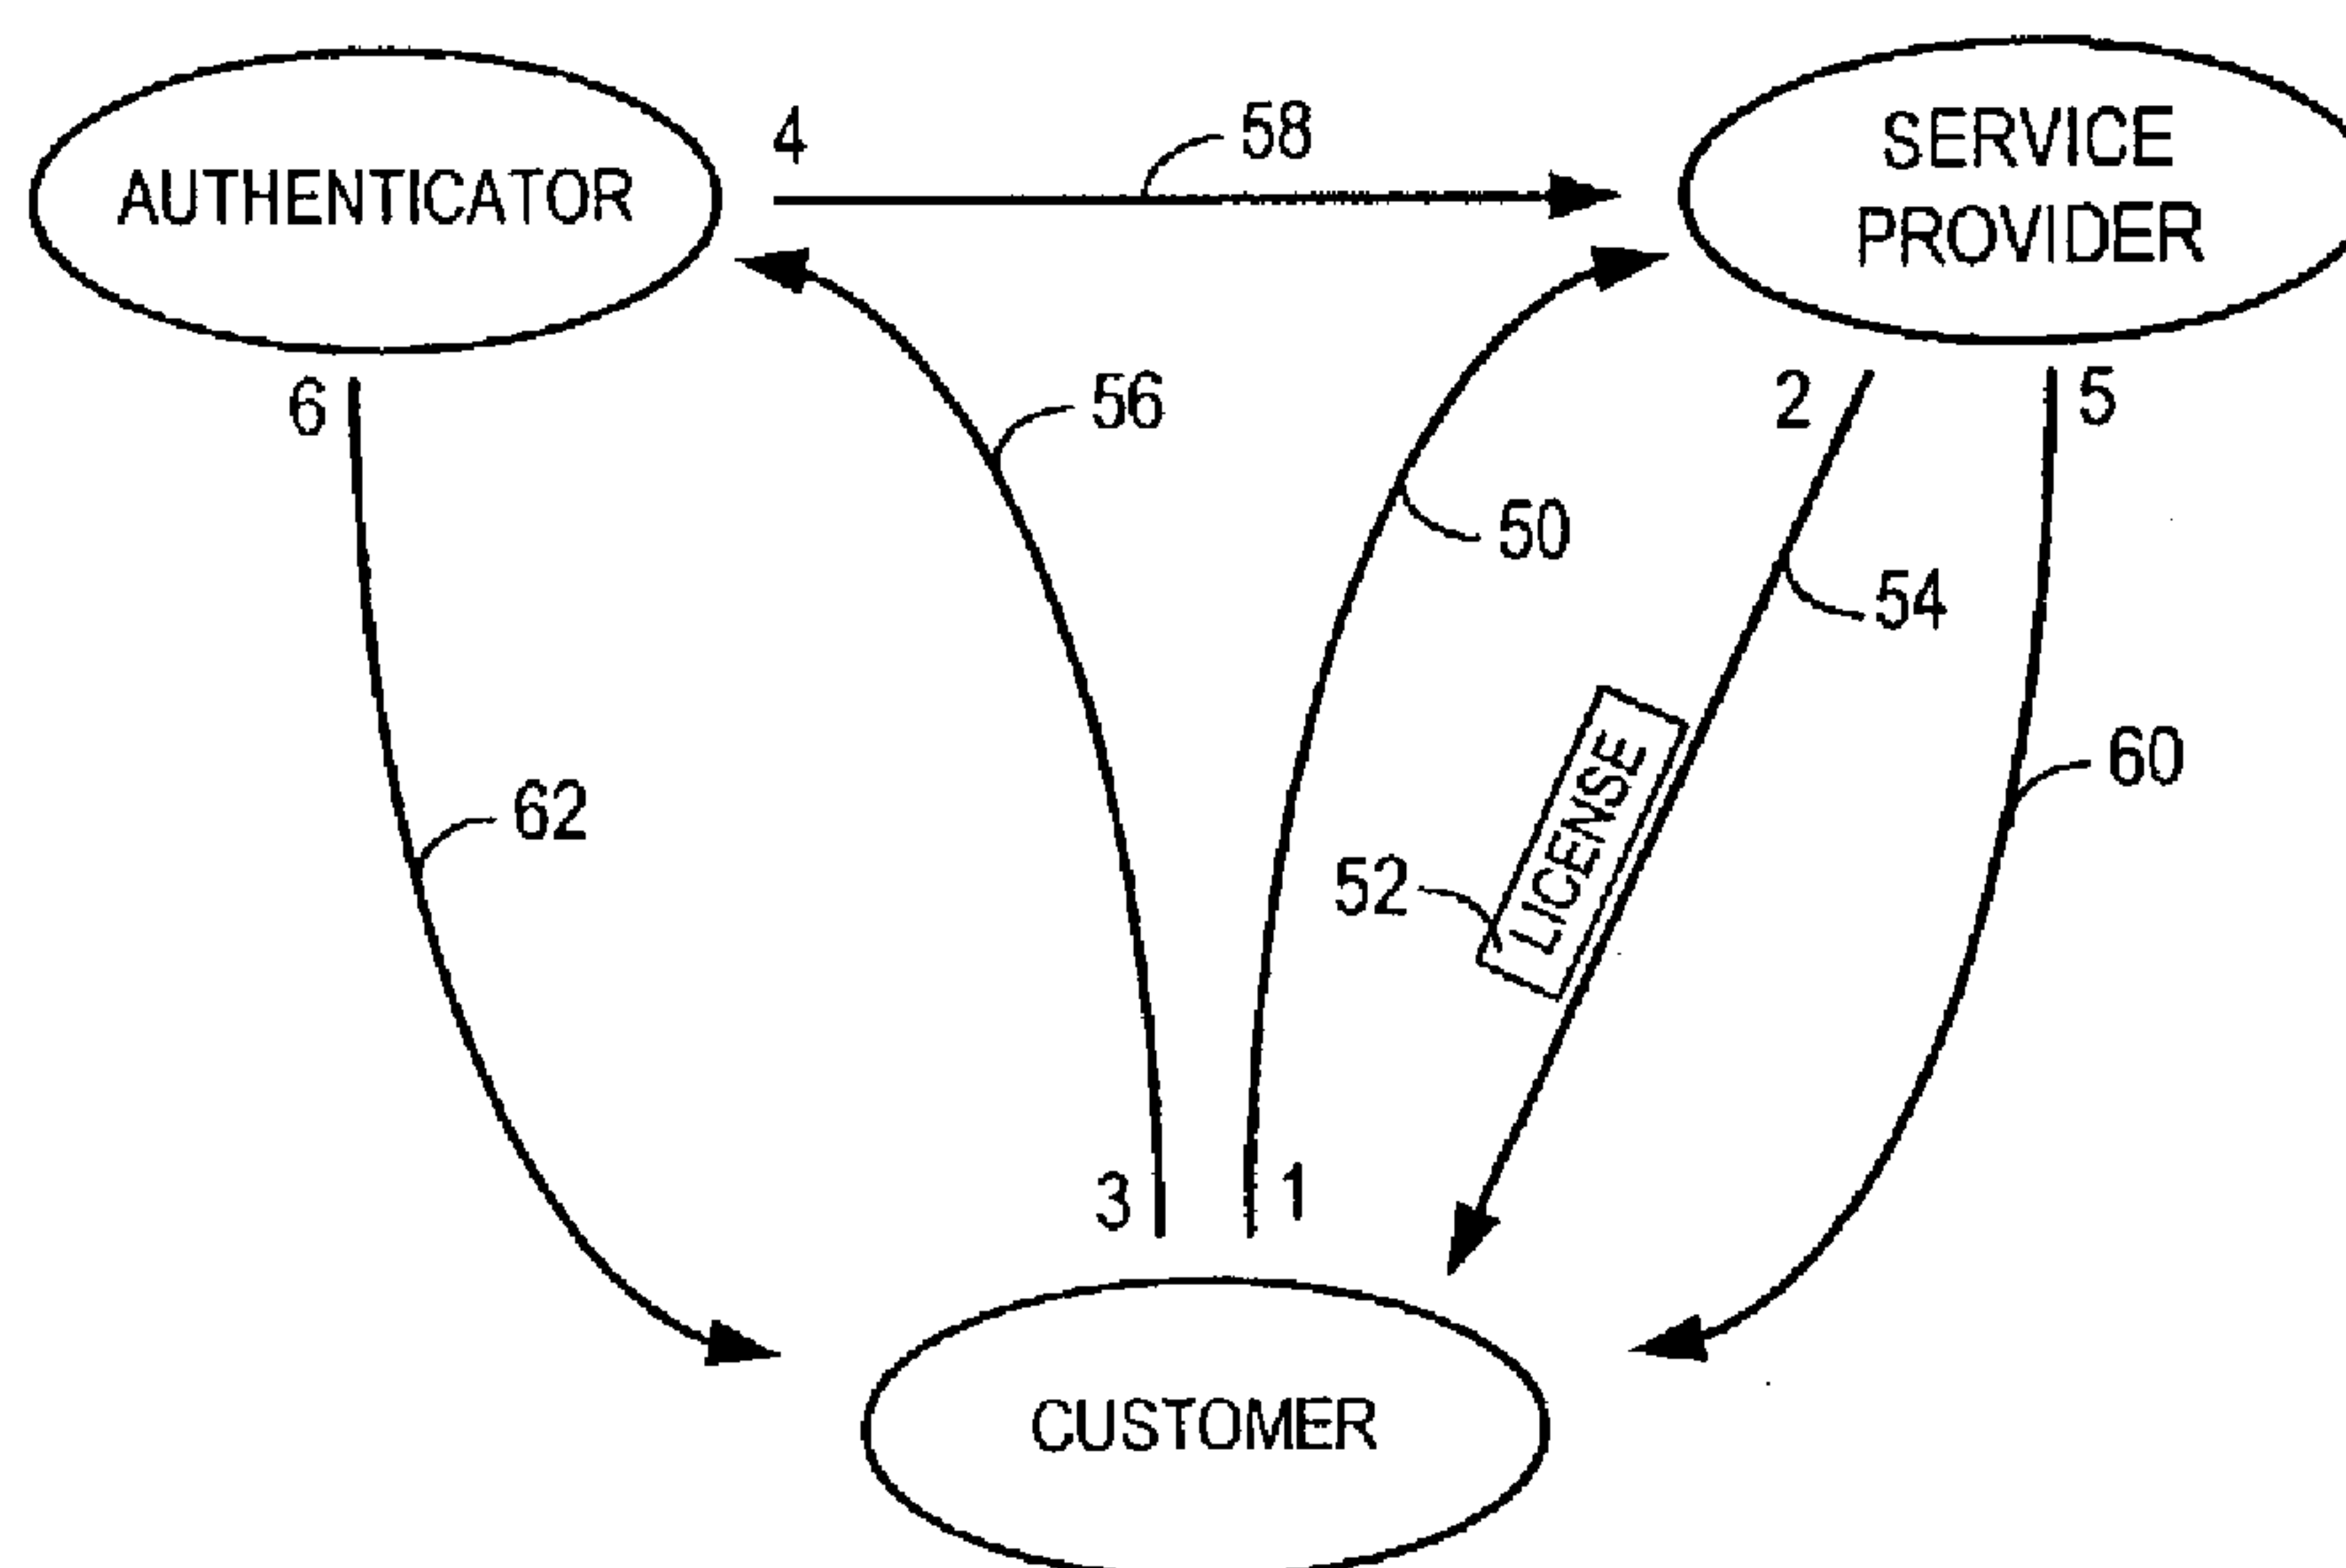 4
58
SERVICE
PROVIDER
AUTHENTICATOR
6
56
2
5
50
54
62
52
LICENSE
60
3
1
CUSTOMER